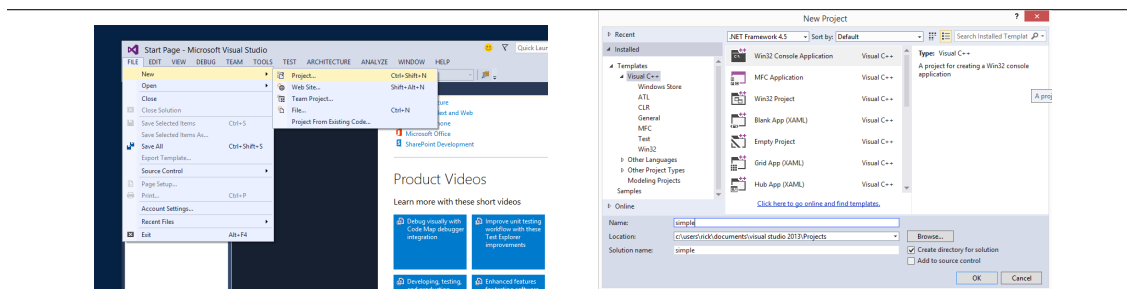 Start Page - Microsoft Visual Studio
Quick Laun
FILE EDIT VIEW DEBUG TEAM TOOLS TEST ARCHITECTURE ANALYZE WINDOW HELP
New
Open
Close
Close Solution
Save Selected Items Ctrl+S
Save Selected Items As...
Save All Ctrl+Shift+S
Export Template...
Source Control
Page Setup...
Print... Ctrl+P
Account Settings...
Recent Files
Exit Alt+F4
Project... Ctrl+Shift+N
Web Site... Shift+Alt+N
Team Project...
File... Ctrl+N
Project From Existing Code...
Microsoft Office
SharePoint Development
Product Videos
Learn more with these short videos
Debug visually with
Code Map debugger
integration
Improve unit testing
workflow with these
Test Explorer
improvements
Developing, testing,
Enhanced features
New Project
Recent
.NET Framework 4.5 Sort by: Default
Search Installed Templat
Installed
Templates
Visual C++
Windows Store
ATL
CLR
General
MFC
Test
Win32
Other Languages
Other Project Types
Modeling Projects
Samples
Online
Win32 Console Application Visual C++
MFC Application Visual C++
Win32 Project Visual C++
Blank App (XAML) Visual C++
Empty Project Visual C++
Grid App (XAML) Visual C++
Hub App (XAML) Visual C++
Click here to go online and find templates.
Type: Visual C++
A project for creating a Win32 console
application
A proj
Name: simple
Location: c:\users\rick\documents\visual studio 2013\Projects
Browse...
Solution name: simple
Create directory for solution
Add to source control
OK Cancel